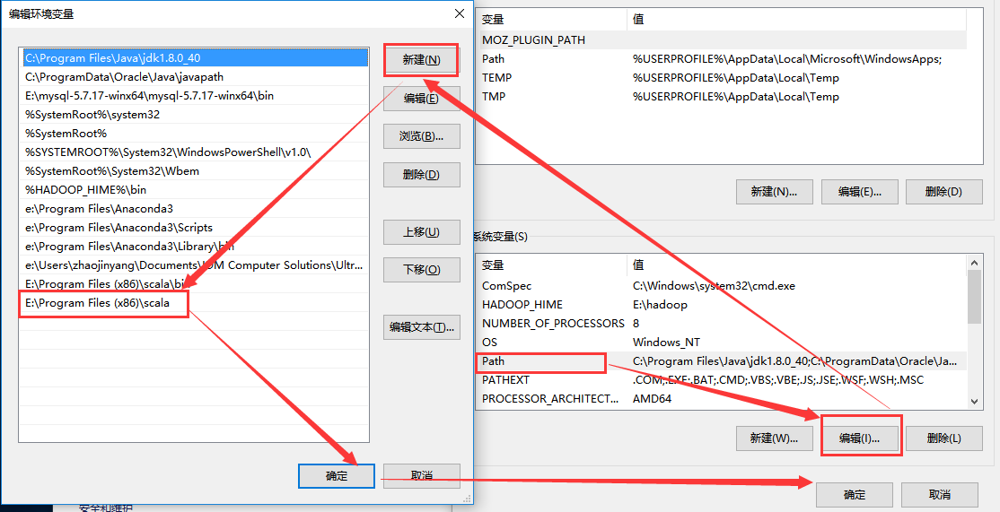 编辑环境变量
C:\Program Files\Java\jdk1.8.0_40
C:\ProgramData\Oracle\Java\javapath
E:\mysql-5.7.17-winx64\mysql-5.7.17-winx64\bin
%SystemRoot%\system32
%SystemRoot%
%SYSTEMROOT%\System32\WindowsPowerShell\v1.0\
%SystemRoot%\System32\Wbem
%HADOOP_HIME%\bin
e:\Program Files\Anaconda3
e:\Program Files\Anaconda3\Scripts
e:\Program Files\Anaconda3\Library\bin
e:\Users\zhaojinyang\Documents\IDM Computer Solutions\Ultr...
E:\Program Files (x86)\scala\bin
E:\Program Files (x86)\scala
新建(N)
编辑(E)
浏览(B)...
删除(D)
上移(U)
下移(O)
编辑文本(T)...
确定
取消
变量 值
MOZ_PLUGIN_PATH
Path %USERPROFILE%\AppData\Local\Microsoft\WindowsApps;
TEMP %USERPROFILE%\AppData\Local\Temp
TMP %USERPROFILE%\AppData\Local\Temp
新建(N)... 编辑(E)... 删除(D)
系统变量(S)
变量 值
ComSpec C:\Windows\system32\cmd.exe
HADOOP_HIME E:\hadoop
NUMBER_OF_PROCESSORS 8
OS Windows_NT
Path C:\Program Files\Java\jdk1.8.0_40;C:\ProgramData\Oracle\Ja...
PATHEXT .COM;.EXE;.BAT;.CMD;.VBS;.VBE;.JS;.JSE;.WSF;.WSH;.MSC
PROCESSOR_ARCHITECT... AMD64
新建(W)... 编辑(I)... 删除(L)
确定 取消
安全和维护